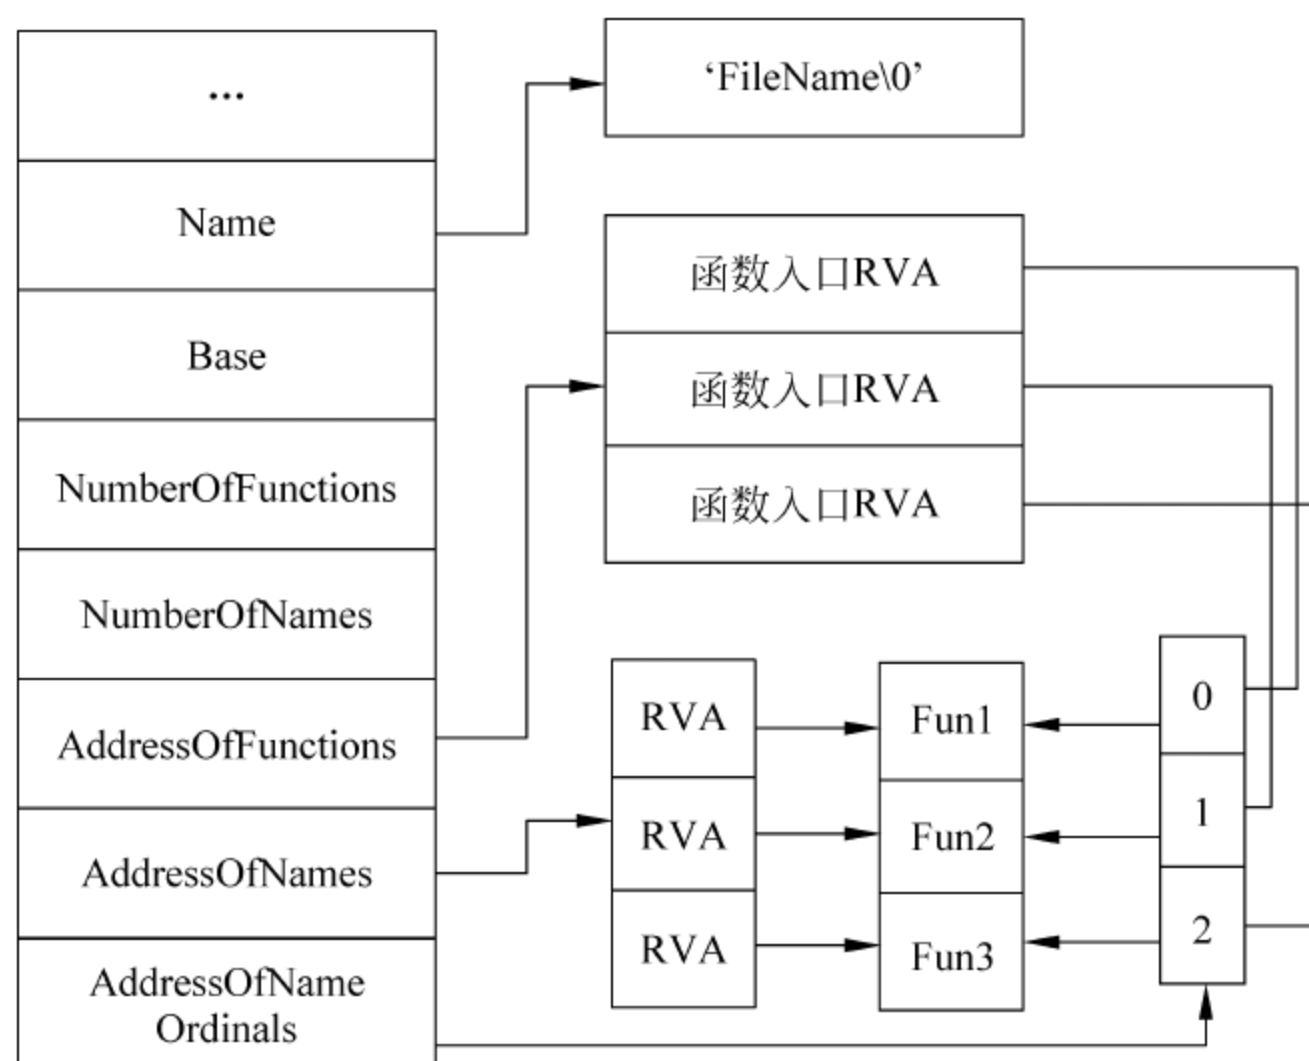 ...
Name
Base
NumberOfFunctions
NumberOfNames
AddressOfFunctions
AddressOfNames
AddressOfName
Ordinals
‘FileName\0’
函数入口RVA
函数入口RVA
函数入口RVA
RVA
RVA
RVA
Fun1
Fun2
Fun3
0
1
2